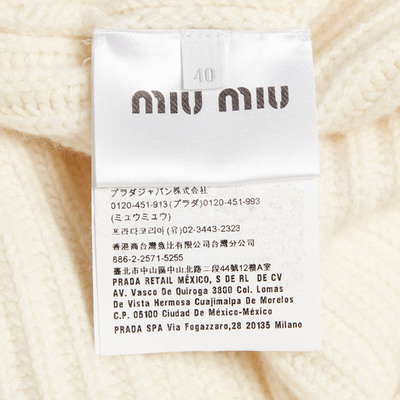 40
miu miu
プラダジャパン株式会社
0120-451-913(プラダ)0120-451-993
(ミュウミュウ)
프라다코리아(유)02-3443-2323
香港商台灣魚比有限公司台灣分公司
886-2-2571-5255
臺北市中山區中山北路二段44號12樓A室
PRADA RETAIL MÉXICO, S DE RL DE CV
AV. Vasco De Quiroga 3800 Col. Lomas
De Vista Hermosa Cuajimalpa De Morelos
C.P. 05100 Ciudad De México-México
PRADA SPA Via Fogazzaro,28 20135 Milano